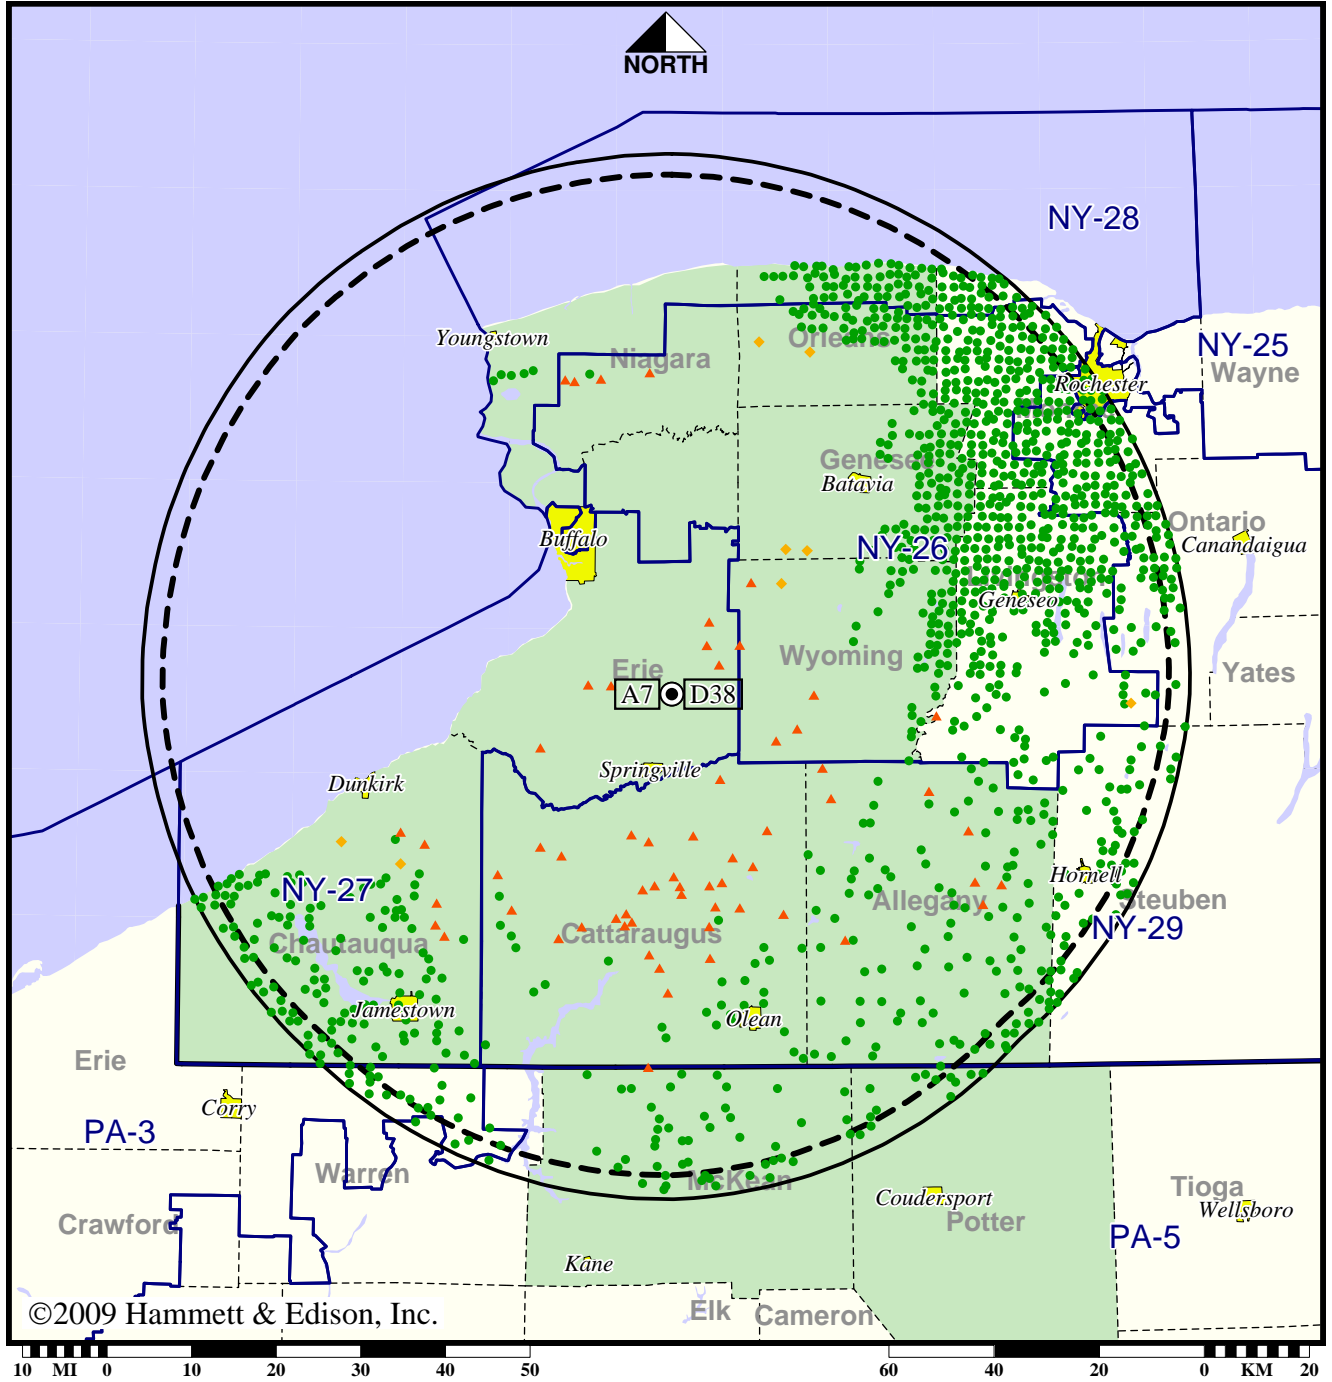 NORTH
NY-28
Youngstown
Orleans
NY-25
Niagara
Wayne
Rochester
Genesee
Batavia
Ontario
Buffalo
NY-26
Canandaigua
Livingston
Geneseo
Erie
Wyoming
Yates
A7 D38
Springville
Dunkirk
Hornell
NY-27
Allegany
Steuben
NY-29
Chautauqua
Cattaraugus
Jamestown
Olean
Erie
Corry
PA-3
Warren
McKean
Tioga
Coudersport
Wellsboro
Crawford
Potter
PA-5
Kane
©2009 Hammett & Edison, Inc.
Elk
Cameron
10 MI 0 10 20 30 40 50 60 40 20 0 KM 20